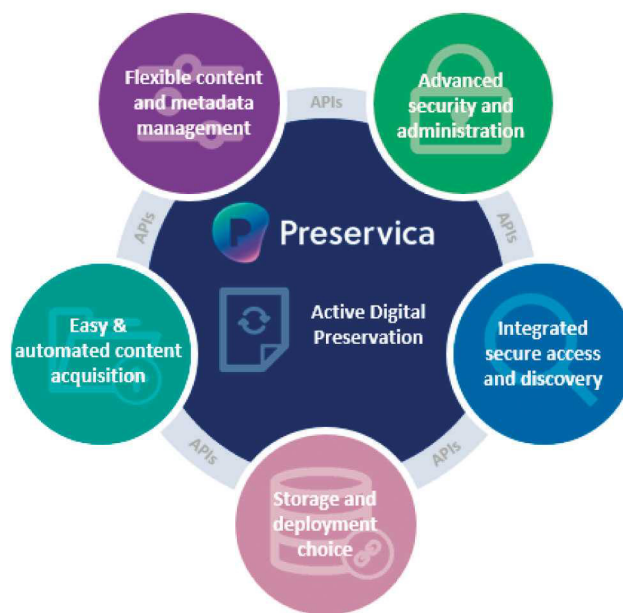 Flexible content
and metadata
management
APIs
Advanced
security and
administration
APIs
APIs
Preservica
Active Digital
Preservation
Easy &
automated content
acquisition
Integrated
secure access
and discovery
APIs
APIs
Storage and
deployment
choice